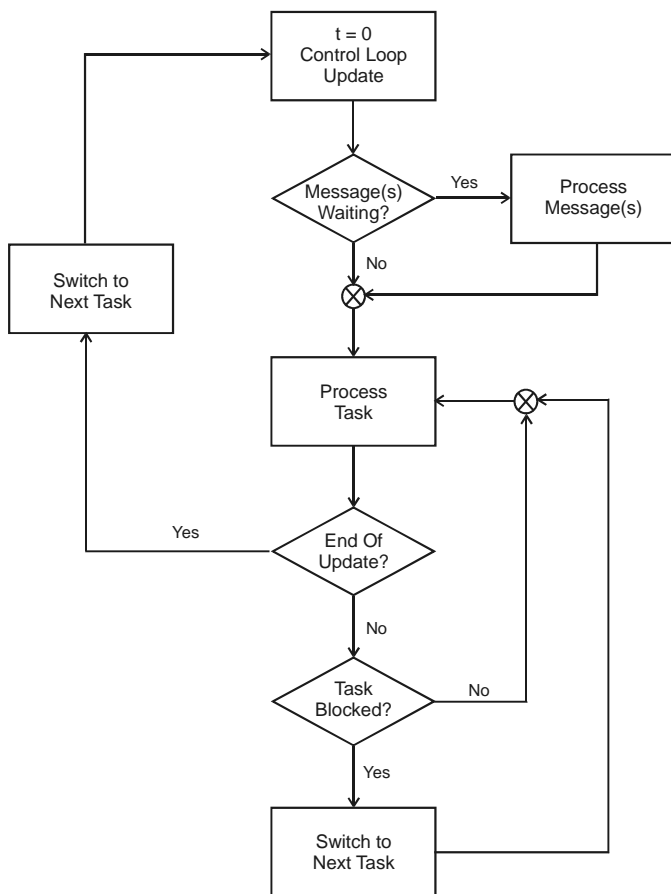 t = 0
Control Loop
Update
Message(s)
Waiting?
Yes
Process
Message(s)
No
Switch to
Next Task
Process
Task
Yes
End Of
Update?
No
Task
Blocked?
No
Yes
Switch to
Next Task